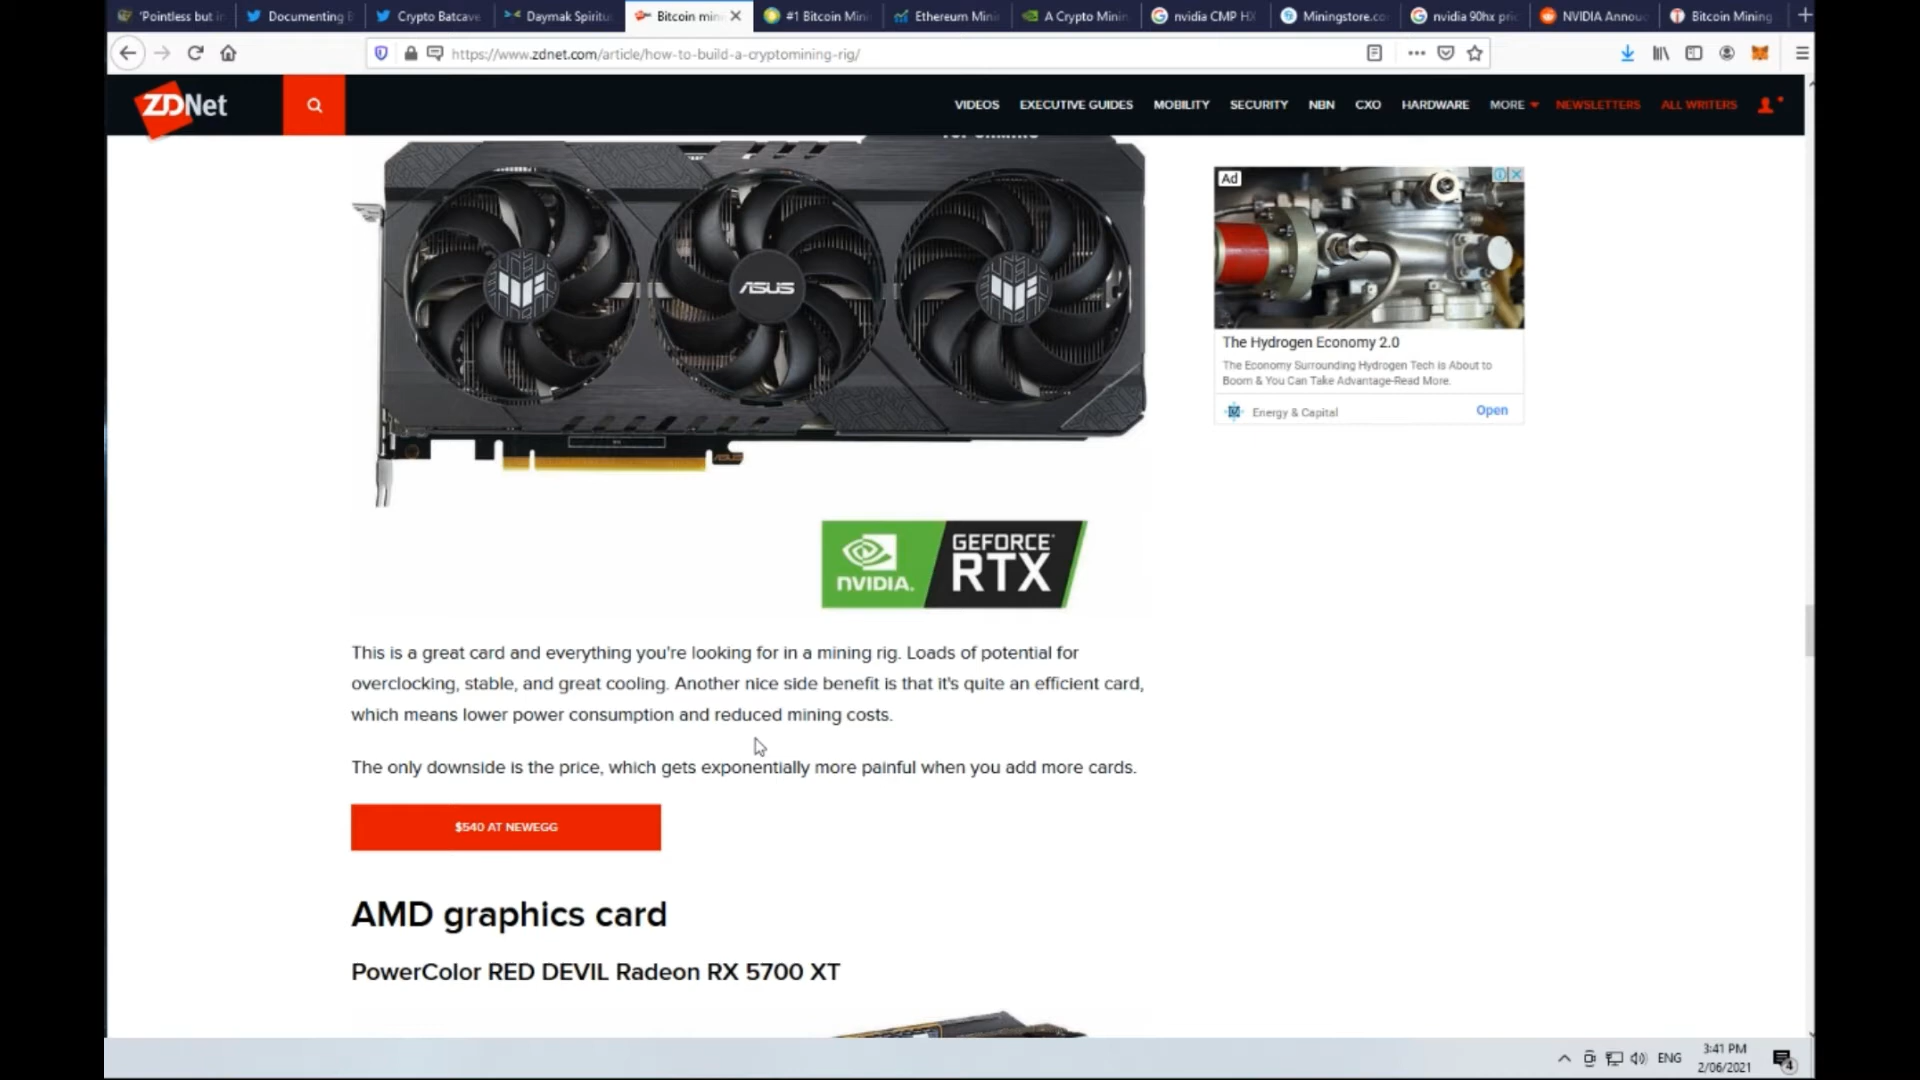 'Pointless but in
Documenting
Crypto Batcave
Daymak Spiritu
Bitcoin min
#1 Bitcoin Mini
Ethereum Mini
A Crypto Minin
nvidia CMP HX
Miningstore.co
nvidia 90hx pri
NVIDIA Annou
Bitcoin Mining
https://www.zdnet.com/article/how-to-build-a-cryptomining-rig/
ZDNet
VIDEOS EXECUTIVE GUIDES MOBILITY SECURITY NBN CXO HARDWARE MORE NEWSLETTERS ALL WRITERS
ASUS
ASUS
NVIDIA. GEFORCE RTX
Ad
The Hydrogen Economy 2.0
The Economy Surrounding Hydrogen Tech is About to
Boom & You Can Take Advantage-Read More.
Energy & Capital Open
This is a great card and everything you're looking for in a mining rig. Loads of potential for
overclocking, stable, and great cooling. Another nice side benefit is that it's quite an efficient card,
which means lower power consumption and reduced mining costs.
The only downside is the price, which gets exponentially more painful when you add more cards.
$540 AT NEWEGG
AMD graphics card
PowerColor RED DEVIL Radeon RX 5700 XT
ENG
3:41 PM
2/06/2021
4